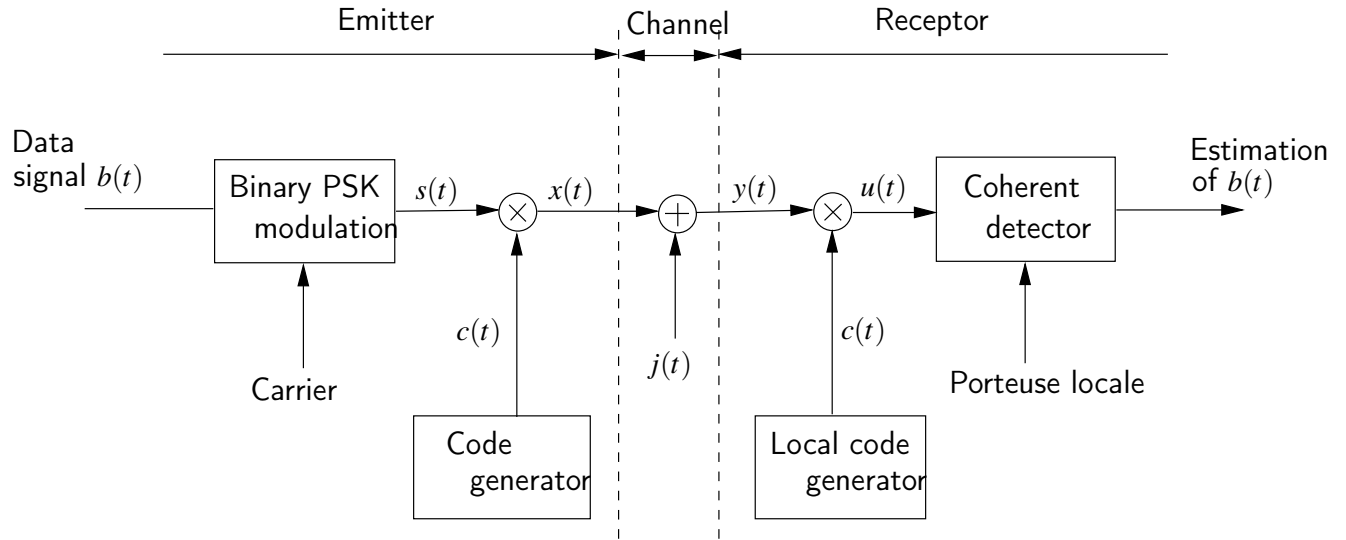 Emitter
Channel
Receptor
Data
signal b(t)
Binary PSK
modulation
s(t)
x(t)
y(t)
u(t)
Coherent
detector
Estimation
of b(t)
c(t)
j(t)
c(t)
Carrier
Porteuse locale
Code
generator
Local code
generator